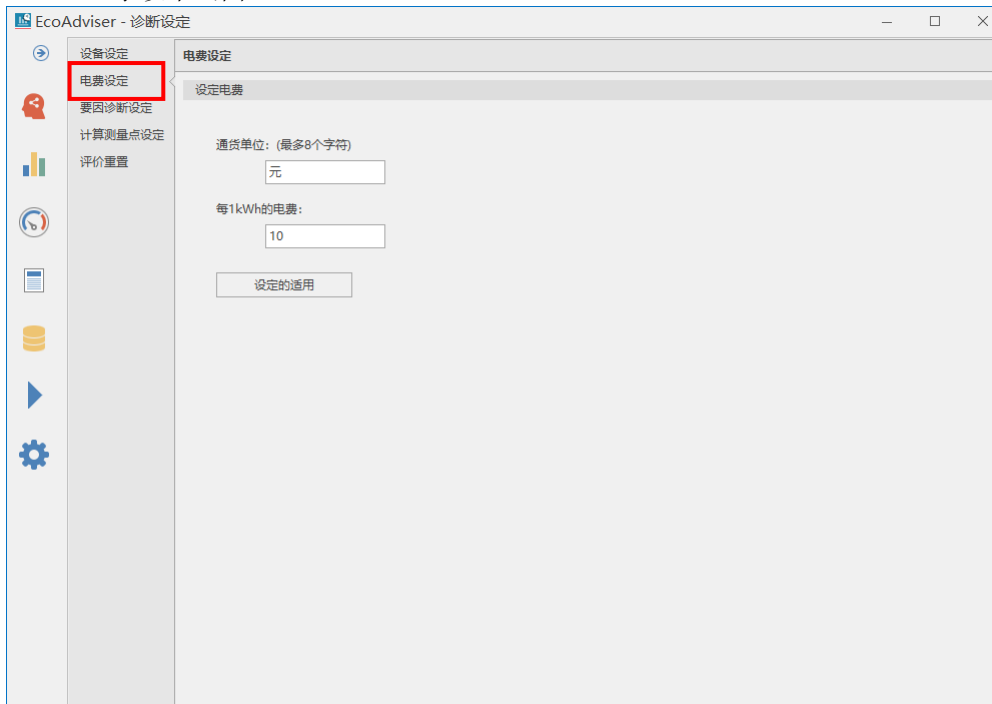 EcoAdviser - 诊断设定
设备设定
电费设定
要因诊断设定
计算测量点设定
评价重置
电费设定
设定电费
通货单位：(最多8个字符)
元
每1kWh的电费：
10
设定的适用